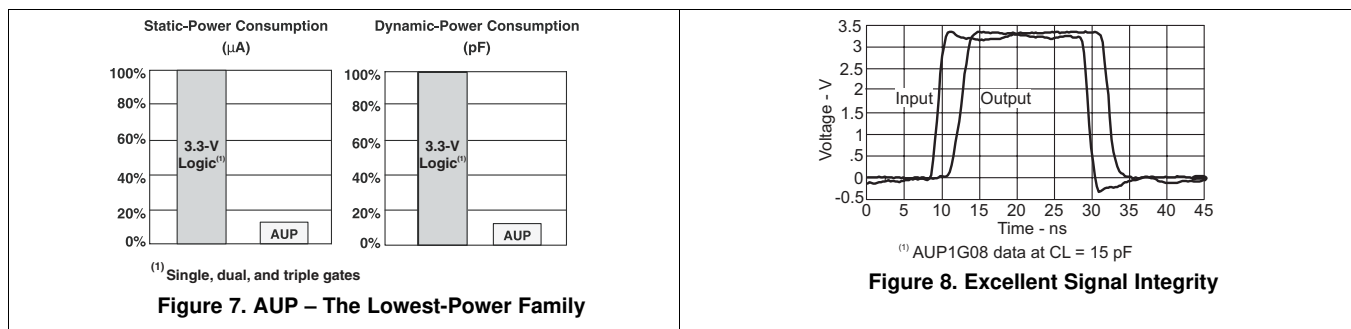 Static-Power Consumption
(µA)
100%
80%
60%
40%
20%
0%
3.3-V
Logic(1)
AUP
Dynamic-Power Consumption
(pF)
100%
80%
60%
40%
20%
0%
3.3-V
Logic(1)
AUP
(1) Single, dual, and triple gates
Figure 7. AUP – The Lowest-Power Family
Voltage - V
3.5
3
2.5
2
1.5
1
.5
0
-0.5
Input
Output
0 5 10 15 20 25 30 35 40 45
Time - ns
(1) AUP1G08 data at CL = 15 pF
Figure 8. Excellent Signal Integrity